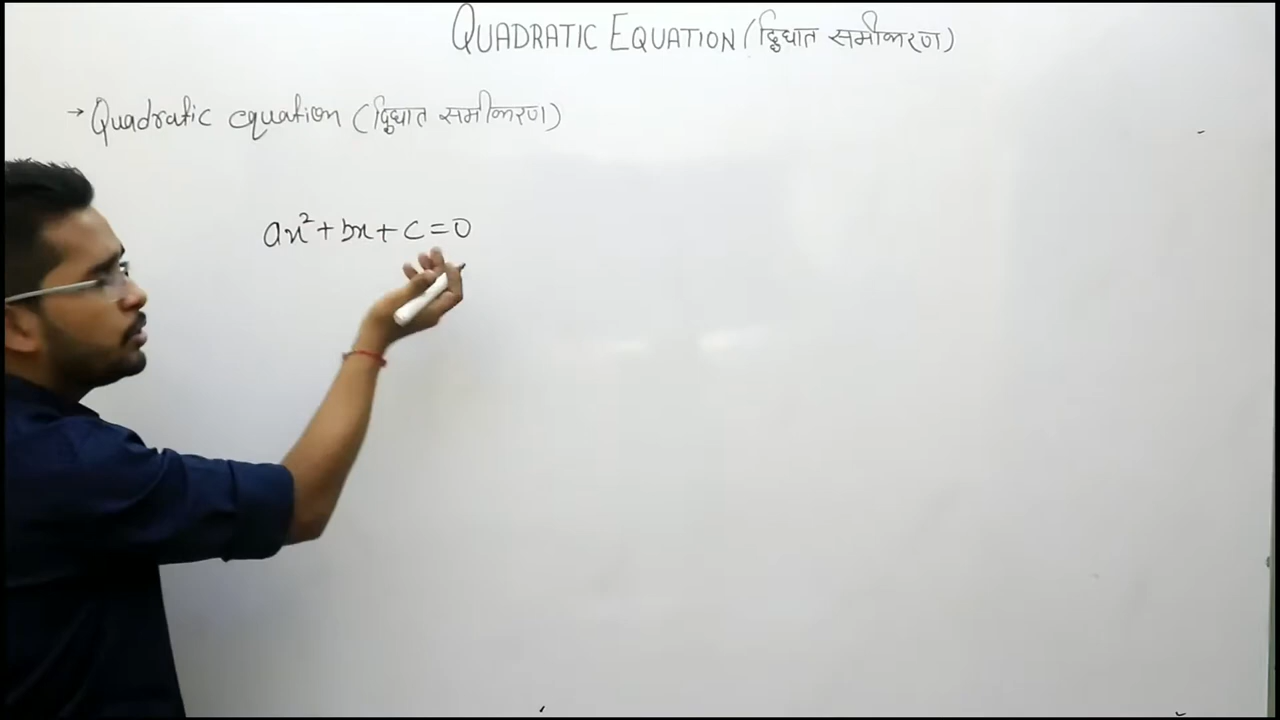 QUADRATIC EQUATION (द्विघात समीकरण)
→ Quadratic equation (द्विघात समीकरण)
ax² + bx + c = 0